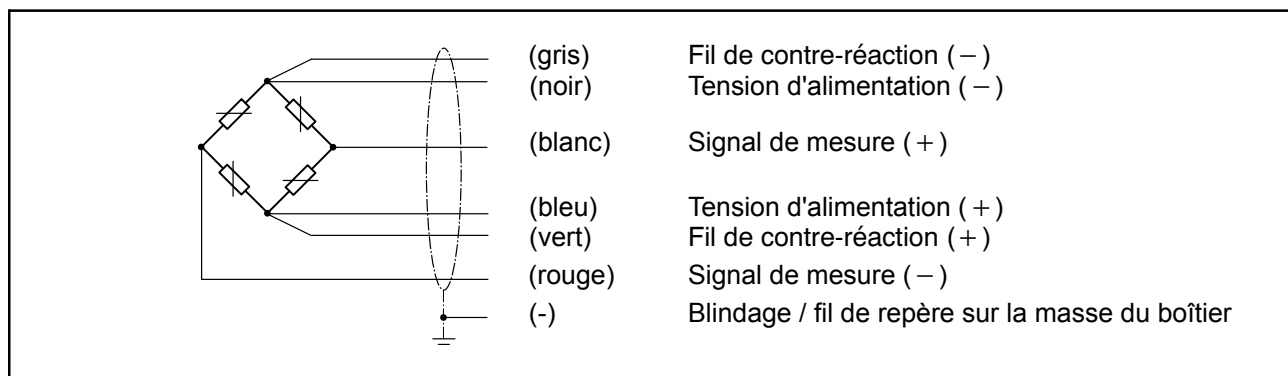 (gris) Fil de contre-réaction (−)
(noir) Tension d'alimentation (−)
(blanc) Signal de mesure (+)
(bleu) Tension d'alimentation (+)
(vert) Fil de contre-réaction (+)
(rouge) Signal de mesure (−)
(-) Blindage / fil de repère sur la masse du boîtier